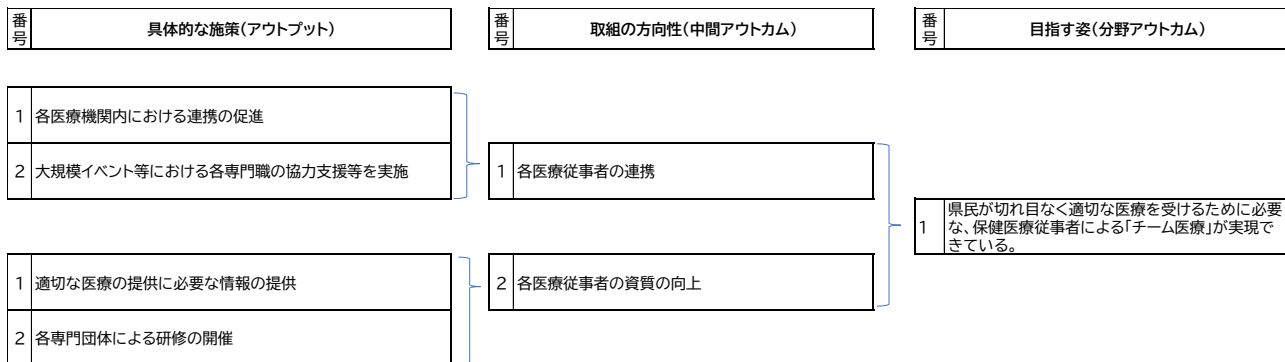 番号 具体的な施策(アウトプット)
番号 取組の方向性(中間アウトカム)
番号 目指す姿(分野アウトカム)
1 各医療機関内における連携の促進
2 大規模イベント等における各専門職の協力支援等を実施
1 各医療従事者の連携
1 適切な医療の提供に必要な情報の提供
2 各専門団体による研修の開催
2 各医療従事者の資質の向上
1 県民が切れ目なく適切な医療を受けるために必要
な、保健医療従事者による「チーム医療」が実現で
きている。